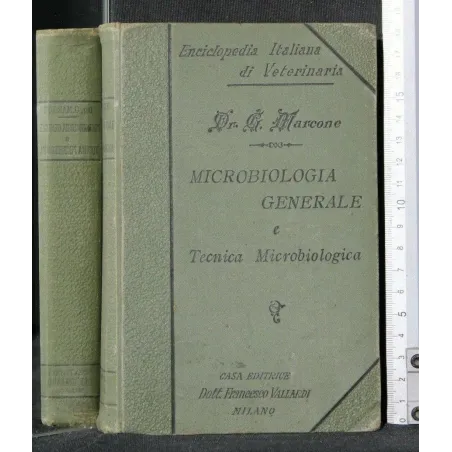 Enciclopedia Italiana
di Veterinaria
Dr. G. Marcone
MICROBIOLOGIA
GENERALE
e
Tecnica Microbiologica
CASA EDITRICE
Dott. Francesco VALLARDI
MILANO